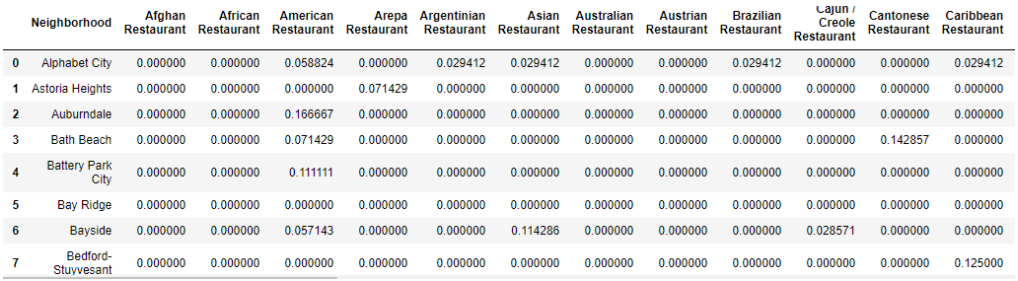 Neighborhood Afghan Restaurant African Restaurant American Restaurant Arepa Restaurant Argentinian Restaurant Asian Restaurant Australian Restaurant Austrian Restaurant Brazilian Restaurant Cajun / Creole Restaurant Cantonese Restaurant Caribbean Restaurant
0 Alphabet City 0.000000 0.000000 0.058824 0.000000 0.029412 0.029412 0.000000 0.000000 0.029412 0.000000 0.000000 0.029412
1 Astoria Heights 0.000000 0.000000 0.000000 0.071429 0.000000 0.000000 0.000000 0.000000 0.000000 0.000000 0.000000 0.000000
2 Auburndale 0.000000 0.000000 0.166667 0.000000 0.000000 0.000000 0.000000 0.000000 0.000000 0.000000 0.000000 0.000000
3 Bath Beach 0.000000 0.000000 0.071429 0.000000 0.000000 0.000000 0.000000 0.000000 0.000000 0.000000 0.142857 0.000000
4 Battery Park City 0.000000 0.000000 0.111111 0.000000 0.000000 0.000000 0.000000 0.000000 0.000000 0.000000 0.000000 0.000000
5 Bay Ridge 0.000000 0.000000 0.000000 0.000000 0.000000 0.000000 0.000000 0.000000 0.000000 0.000000 0.000000 0.000000
6 Bayside 0.000000 0.000000 0.057143 0.000000 0.000000 0.114286 0.000000 0.000000 0.000000 0.028571 0.000000 0.000000
7 Bedford-Stuyvesant 0.000000 0.000000 0.000000 0.000000 0.000000 0.000000 0.000000 0.000000 0.000000 0.000000 0.000000 0.125000